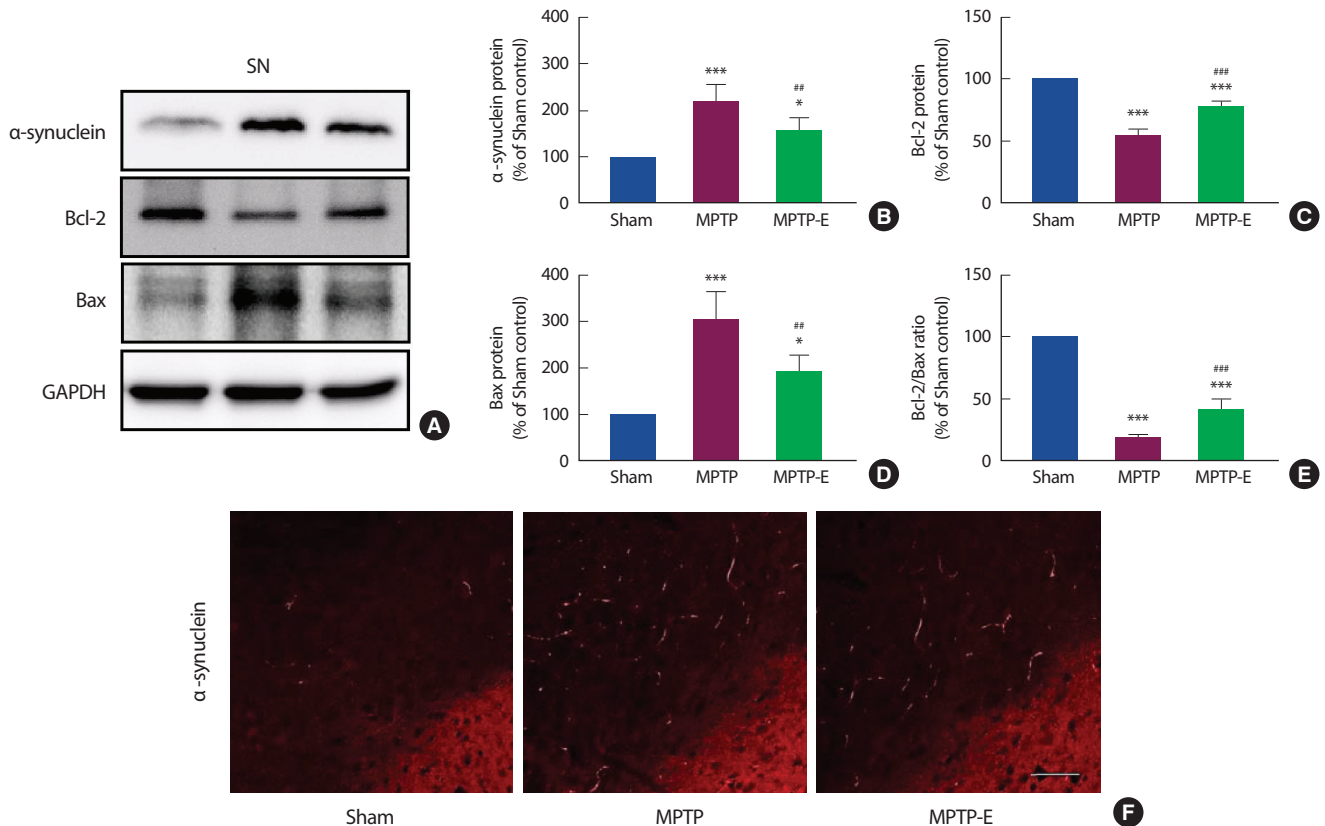 SN
α-synuclein
Bcl-2
Bax
GAPDH
A
α-synuclein protein
(% of Sham control)
400
300
200
100
0
***
##
*
Sham MPTP MPTP-E
B
Bcl-2 protein
(% of Sham control)
150
100
50
0
***
###
***
Sham MPTP MPTP-E
C
Bax protein
(% of Sham control)
400
300
200
100
0
***
##
*
Sham MPTP MPTP-E
D
Bcl-2/Bax ratio
(% of Sham control)
150
100
50
0
***
###
***
Sham MPTP MPTP-E
E
α-synuclein
Sham MPTP MPTP-E
F